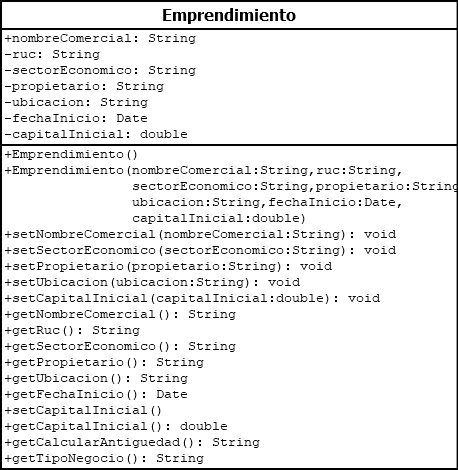 Emprendimiento
+nombreComercial: String
-ruc: String
-sectorEconomico: String
-propietario: String
-ubicacion: String
-fechaInicio: Date
-capitalInicial: double
+Emprendimiento()
+Emprendimiento(nombreComercial:String,ruc:String,
sectorEconomico:String,propietario:String
ubicacion:String,fechaInicio:Date,
capitalInicial:double)
+setNombreComercial(nombreComercial:String): void
+setSectorEconomico(sectorEconomico:String): void
+setPropietario(propietario:String): void
+setUbicacion(ubicacion:String): void
+setCapitalInicial(capitalInicial:double): void
+getNombreComercial(): String
+getRuc(): String
+getSectorEconomico(): String
+getPropietario(): String
+getUbicacion(): String
+getFechaInicio(): Date
+setCapitalInicial()
+getCapitalInicial(): double
+getCalcularAntiguedad(): String
+getTipoNegocio(): String